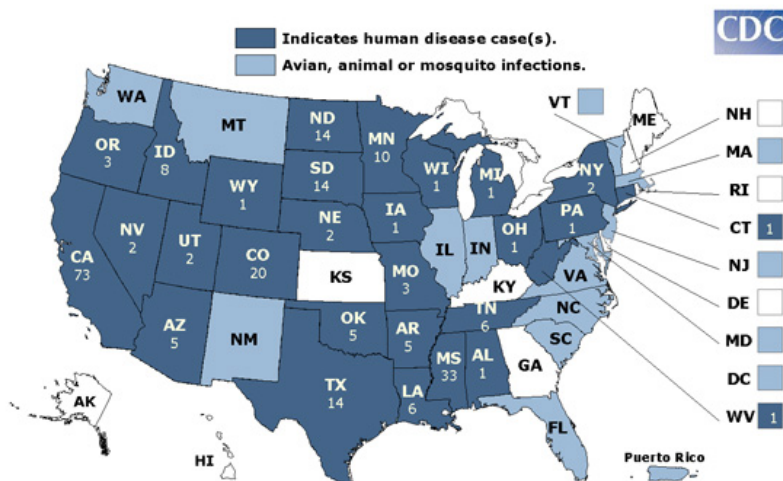 Indicates human disease case(s).
CDC
Avian, animal or mosquito infections.
WA
MT
ND
14
MN
10
VT
ME
NH
OR
3
ID
8
SD
14
WI
1
MI
1
NY
2
MA
WY
1
RI
NE
2
IA
1
PA
1
CT 1
NV
2
UT
2
CO
20
IL
IN
OH
1
NJ
CA
73
KS
MO
3
KY
VA
DE
AZ
5
NM
OK
5
AR
5
TN
6
NC
MD
SC
MS
33
AL
1
GA
DC
TX
14
LA
6
AK
WV 1
FL
HI
Puerto Rico